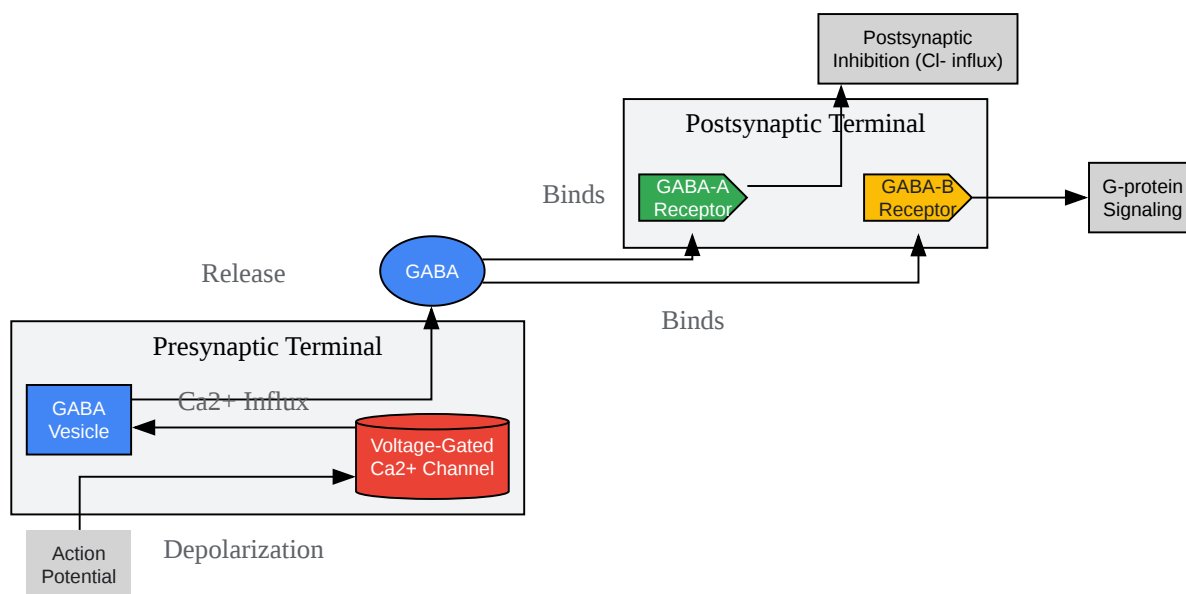 Postsynaptic
Inhibition (Cl- influx)
Postsynaptic Terminal
Binds
GABA-A
Receptor
GABA-B
Receptor
G-protein
Signaling
Release
GABA
Binds
Presynaptic Terminal
GABA
Vesicle
Ca2+ Influx
Voltage-Gated
Ca2+ Channel
Action
Potential
Depolarization